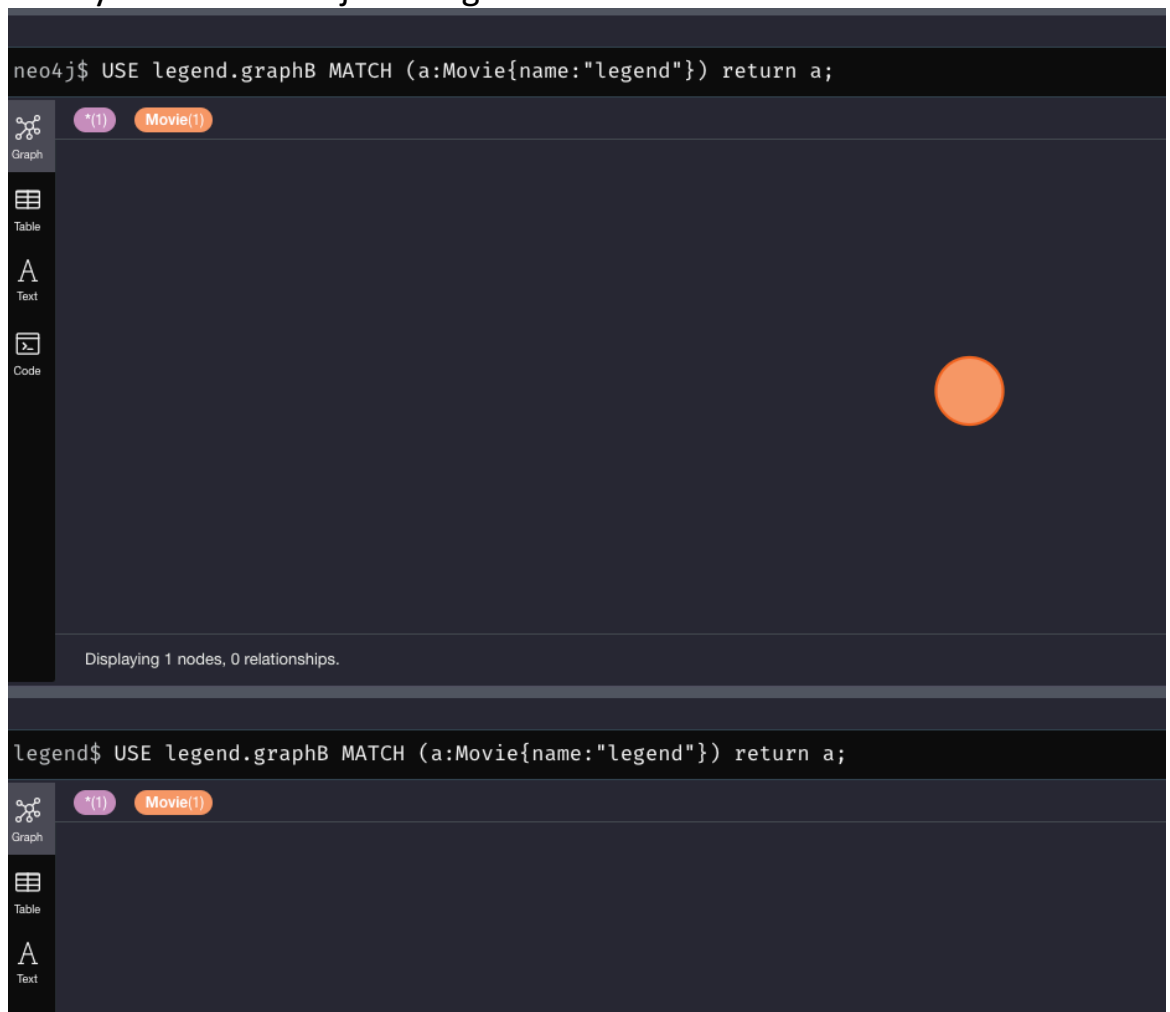 neo4j$ USE legend.graphB MATCH (a:Movie{name:"legend"}) return a;
*(1) Movie(1)
Graph
Table
A
Text
Code
Displaying 1 nodes, 0 relationships.
legend$ USE legend.graphB MATCH (a:Movie{name:"legend"}) return a;
*(1) Movie(1)
Graph
Table
A
Text